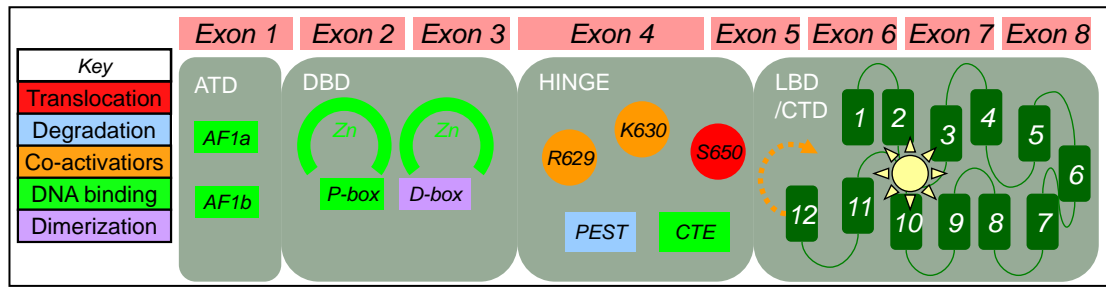 Exon 1 Exon 2 Exon 3 Exon 4 Exon 5 Exon 6 Exon 7 Exon 8
Key
Translocation
Degradation
Co-activatiors
DNA binding
Dimerization
ATD
AF1a
AF1b
DBD
Zn Zn
P-box D-box
HINGE
R629
K630
S650
PEST CTE
LBD
/CTD
1
2
3
4
5
6
7
8
9
10
11
12